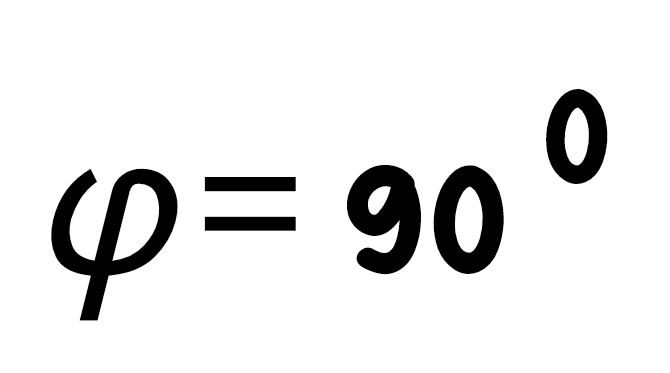 φ = 90⁰